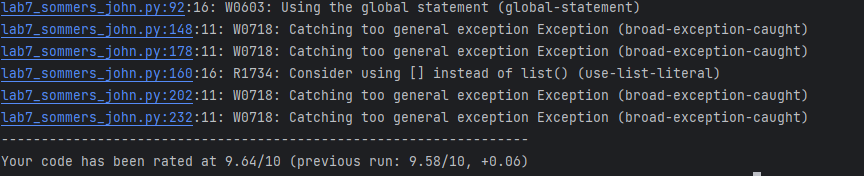 lab7_sommers_john.py:92:16: W0603: Using the global statement (global-statement)
lab7_sommers_john.py:148:11: W0718: Catching too general exception Exception (broad-exception-caught)
lab7_sommers_john.py:178:11: W0718: Catching too general exception Exception (broad-exception-caught)
lab7_sommers_john.py:160:16: R1734: Consider using [] instead of list() (use-list-literal)
lab7_sommers_john.py:202:11: W0718: Catching too general exception Exception (broad-exception-caught)
lab7_sommers_john.py:232:11: W0718: Catching too general exception Exception (broad-exception-caught)
------------------------------------------------------------------
Your code has been rated at 9.64/10 (previous run: 9.58/10, +0.06)